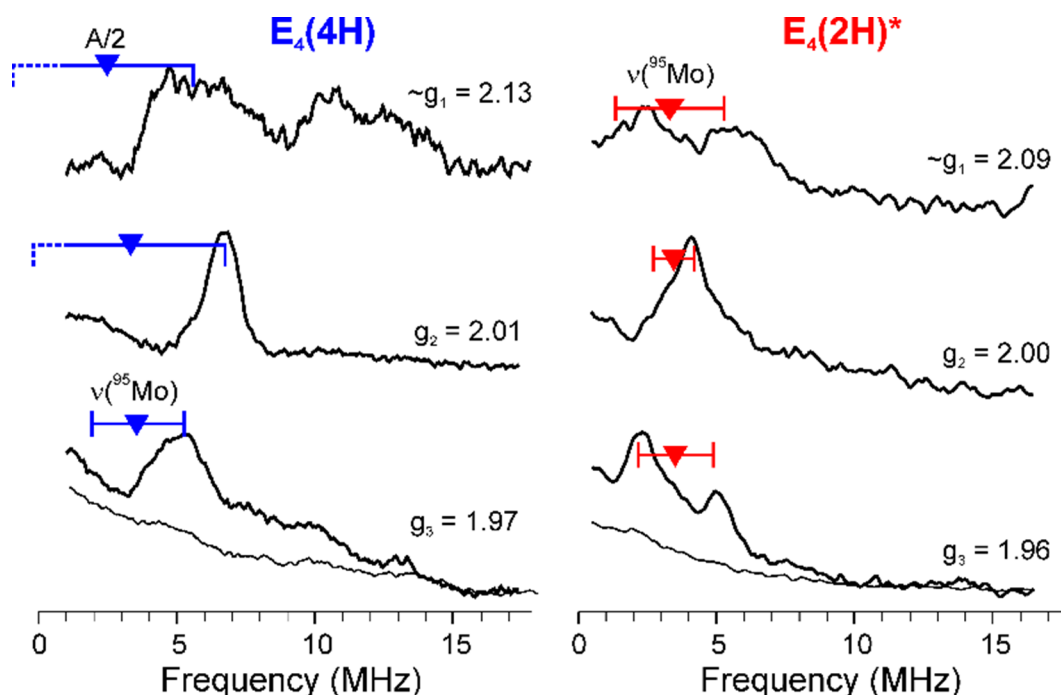 E₄(4H)
A/2
~g₁ = 2.13
g₂ = 2.01
ν(⁹⁵Mo)
g₃ = 1.97
0 5 10 15
Frequency (MHz)
E₄(2H)*
ν(⁹⁵Mo)
~g₁ = 2.09
g₂ = 2.00
g₃ = 1.96
0 5 10 15
Frequency (MHz)